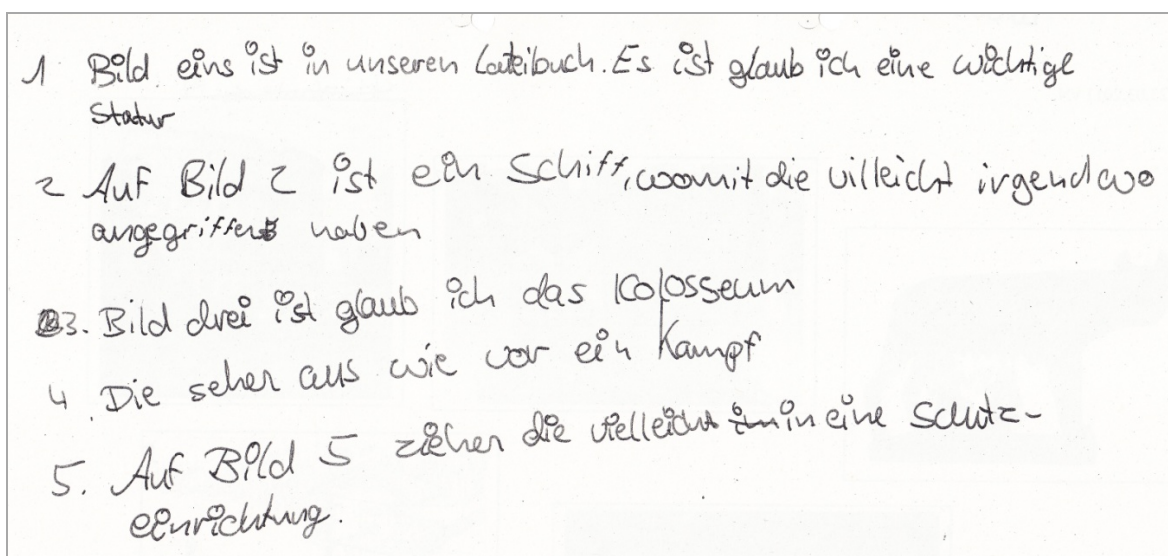 1 Bild eins ist in unseren Lateibuch. Es ist glaub ich eine wichtige
Statur
2 Auf Bild 2 ist ein Schiff, womit die villeicht irgendwo
angegriffen haben
3. Bild drei ist glaub ich das Kolosseum
4. Die sehen aus wie vor ein Kampf
5. Auf Bild 5 ziehen die vielleicht in eine Schutz-
einrichtung.